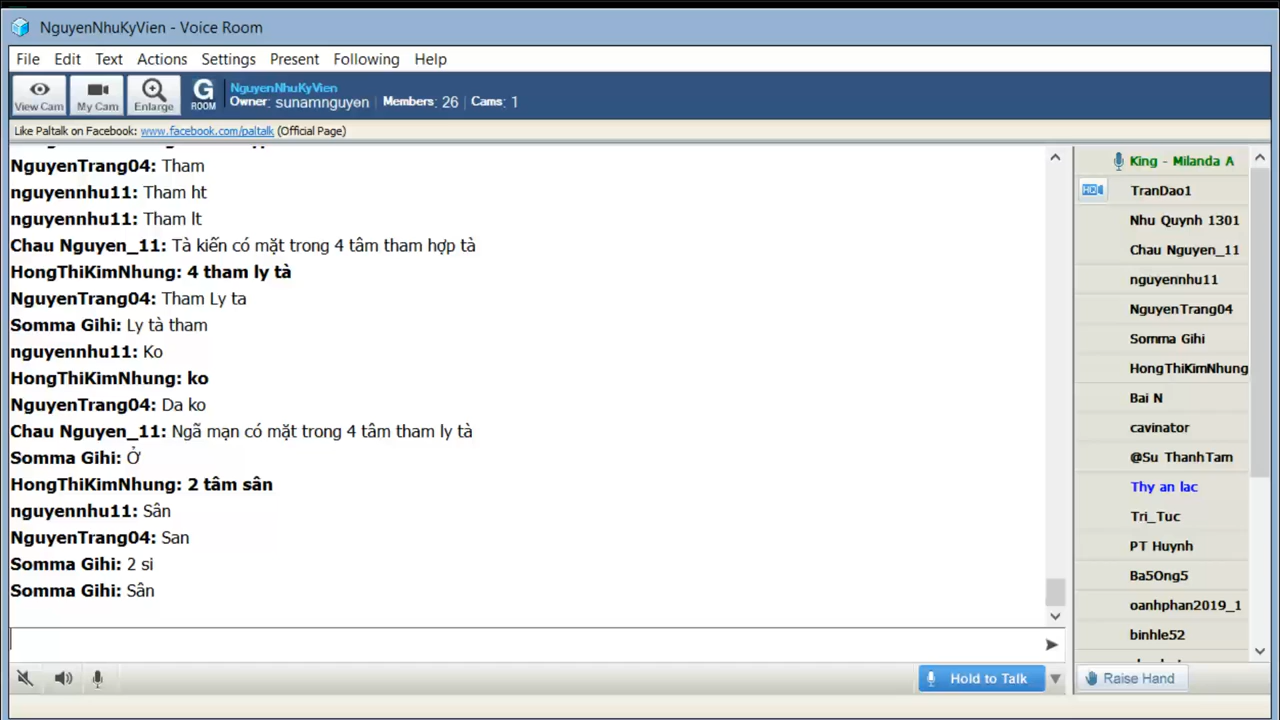 NguyenNhuKyVien - Voice Room
File Edit Text Actions Settings Present Following Help
View Cam My Cam Enlarge G ROOM
NguyenNhuKyVien
Owner: sunamnguyen Members: 26 Cams: 1
Like Paltalk on Facebook: www.facebook.com/paltalk (Official Page)
NguyenTrang04: Tham
nguyennhu11: Tham ht
nguyennhu11: Tham lt
Chau Nguyen_11: Tà kiến có mặt trong 4 tâm tham hợp tà
HongThiKimNhung: 4 tham ly tà
NguyenTrang04: Tham Ly ta
Somma Gihi: Ly tà tham
nguyennhu11: Ko
HongThiKimNhung: ko
NguyenTrang04: Da ko
Chau Nguyen_11: Ngã mạn có mặt trong 4 tâm tham ly tà
Somma Gihi: Ở
HongThiKimNhung: 2 tâm sân
nguyennhu11: Sân
NguyenTrang04: San
Somma Gihi: 2 si
Somma Gihi: Sân
King - Milanda A
HD
TranDao1
Nhu Quynh 1301
Chau Nguyen_11
nguyennhu11
NguyenTrang04
Somma Gihi
HongThiKimNhung
Bai N
cavinator
@Su ThanhTam
Thy an lac
Tri_Tuc
PT Huynh
Ba5Ong5
oanhphan2019_1
binhle52
Hold to Talk
Raise Hand